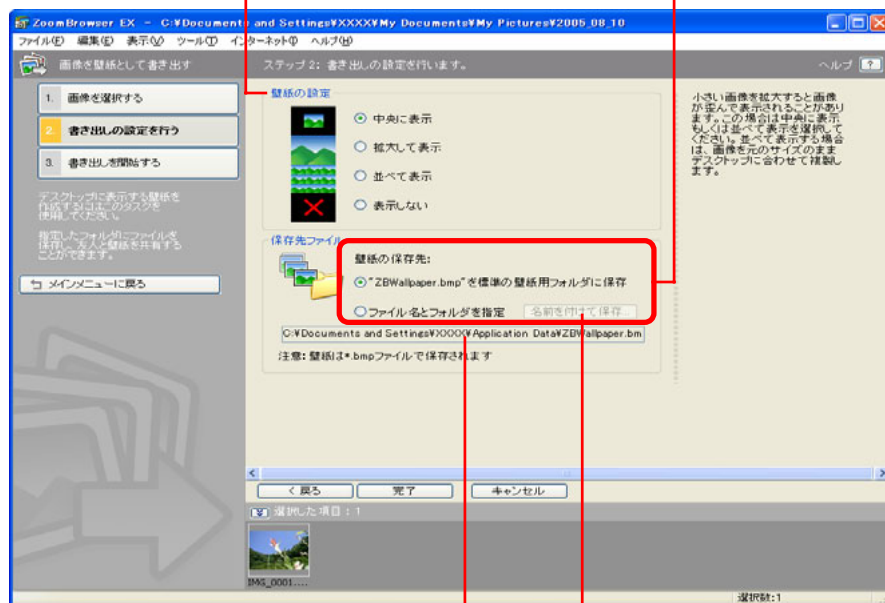 ZoomBrowser EX - C:¥Documents and Settings¥XXXX¥My Documents¥My Pictures¥2005_08_10
ファイル(F) 編集(E) 表示(V) ツール(T) インターネット(I) ヘルプ(H)
画像を壁紙として書き出す
ステップ2: 書き出しの設定を行います。
ヘルプ ?
1. 画像を選択する
2. 書き出しの設定を行う
3. 書き出しを開始する
デスクトップに表示する壁紙を
作成するにはこのタスクを
使用してください。
指定したフォルダにファイルを
保存し、友人と壁紙を共有する
ことができます。
メインメニューに戻る
壁紙の設定
中央に表示
拡大して表示
並べて表示
表示しない
保存先ファイル
壁紙の保存先:
"ZBWallpaper.bmp"を標準の壁紙用フォルダに保存
ファイル名とフォルダを指定 名前を付けて保存...
C:¥Documents and Settings¥XXXX¥Application Data¥ZBWallpaper.bm
注意: 壁紙は*.bmpファイルで保存されます
小さい画像を拡大すると画像
が歪んで表示されることがあり
ます。この場合は中央に表示
もしくは並べて表示を選択して
ください。並べて表示する場合
は、画像を元のサイズのまま
デスクトップに合わせて複製し
ます。
< 戻る 完了 キャンセル
選択した項目 : 1
IMG_0001....
選択数:1